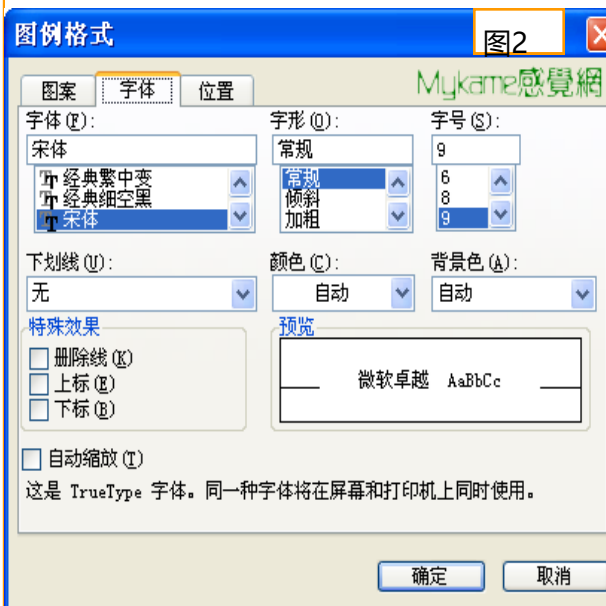 图例格式
图2
Mykame感覺網
图案 字体 位置
字体(F): 字形(O): 字号(S):
宋体 常规 9
经典繁中变 常规 6
经典细空黑 倾斜 8
宋体 加粗 9
下划线(U): 颜色(C): 背景色(A):
无 自动 自动
特殊效果 预览
删除线(K)
上标(E)
下标(B)
微软卓越 AaBbCc
自动缩放(T)
这是 TrueType 字体。同一种字体将在屏幕和打印机上同时使用。
确定 取消